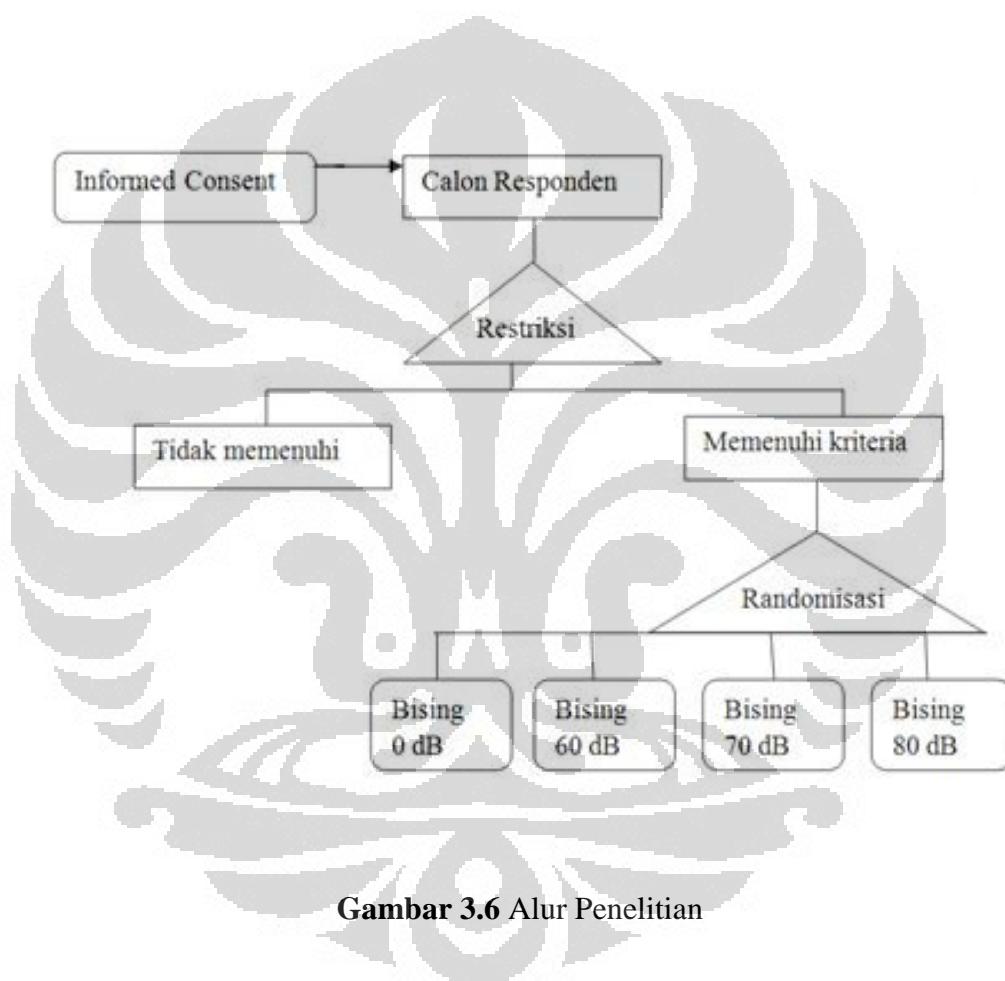 Informed Consent
Calon Responden
Restriksi
Tidak memenuhi
Memenuhi kriteria
Randomisasi
Bising
0 dB
Bising
60 dB
Bising
70 dB
Bising
80 dB
Gambar 3.6 Alur Penelitian